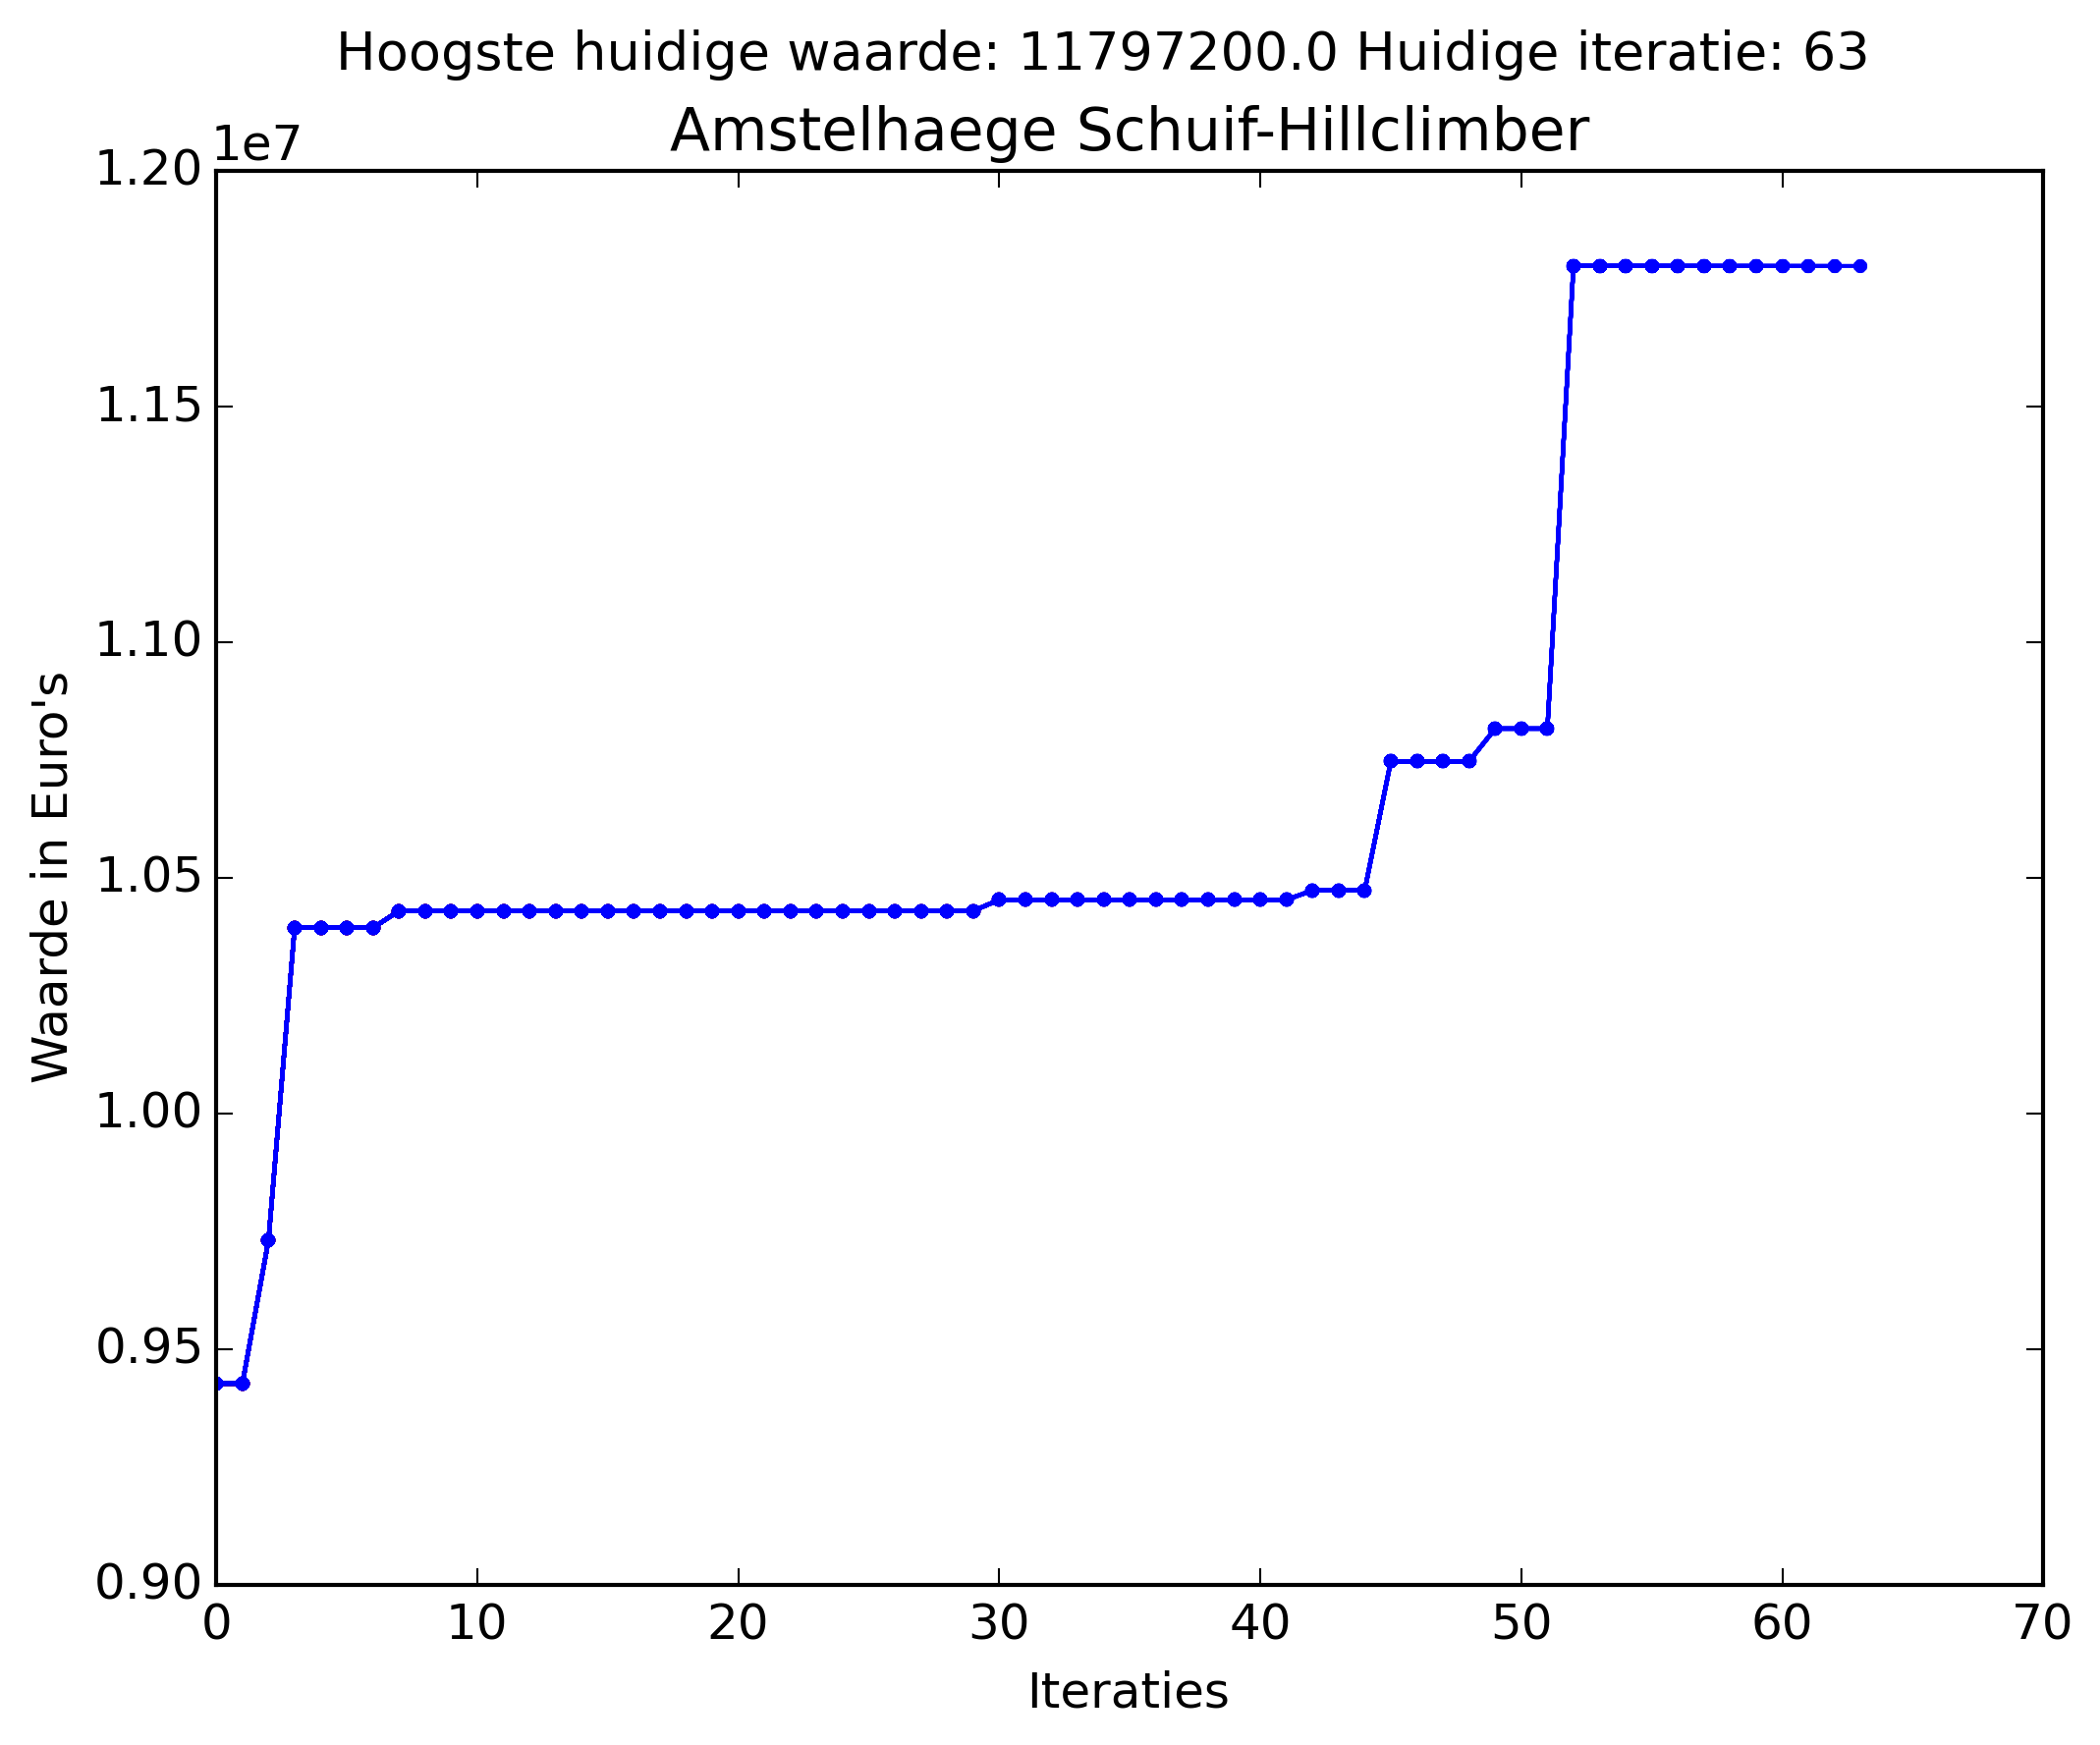 Hoogste huidige waarde: 11797200.0 Huidige iteratie: 63
Amstelhaege Schuif-Hillclimber
1e7
1.20
1.15
1.10
1.05
1.00
0.95
0.90
Waarde in Euro's
0 10 20 30 40 50 60 70
Iteraties